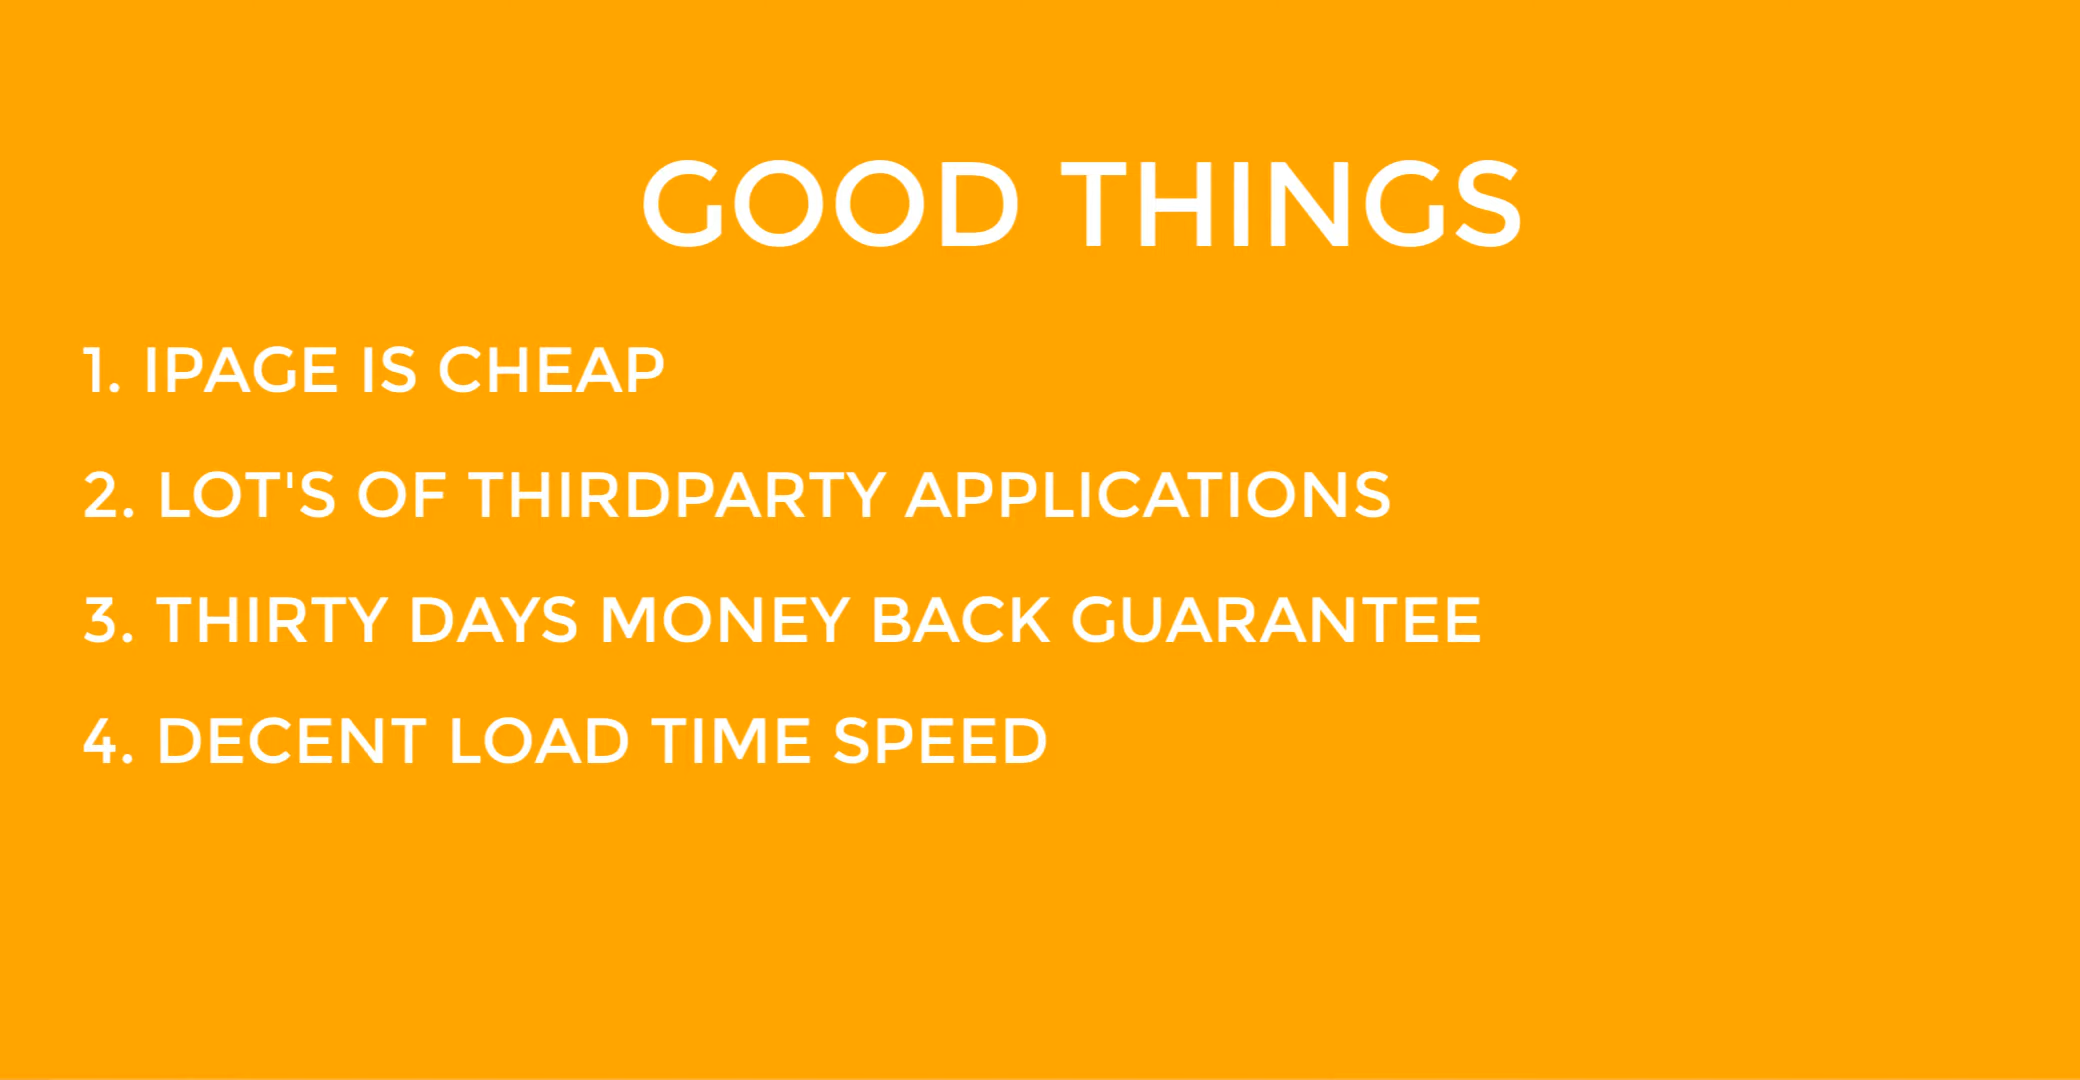 GOOD THINGS
1. IPAGE IS CHEAP
2. LOT'S OF THIRDPARTY APPLICATIONS
3. THIRTY DAYS MONEY BACK GUARANTEE
4. DECENT LOAD TIME SPEED